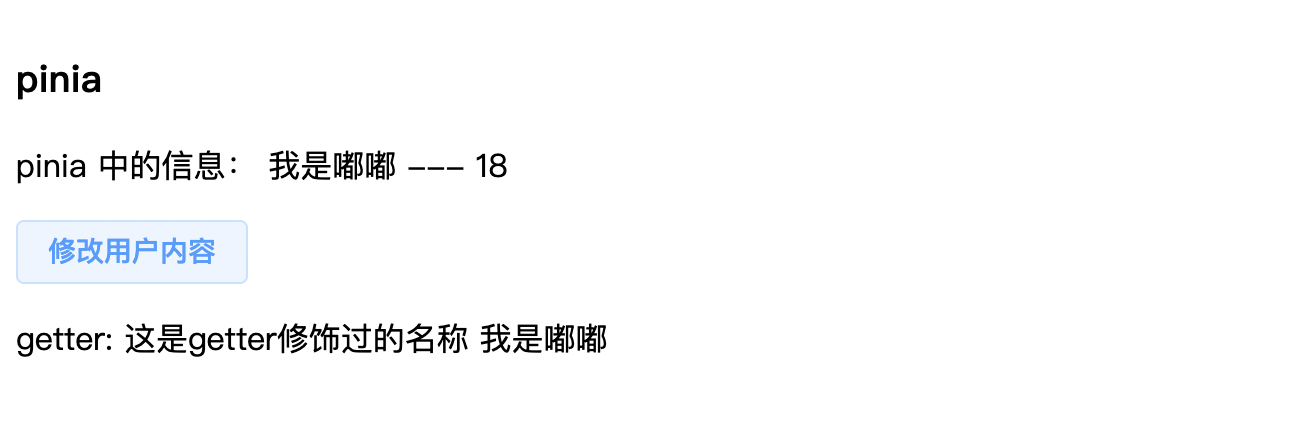 pinia
pinia 中的信息： 我是嘟嘟 --- 18
修改用户内容
getter: 这是getter修饰过的名称 我是嘟嘟